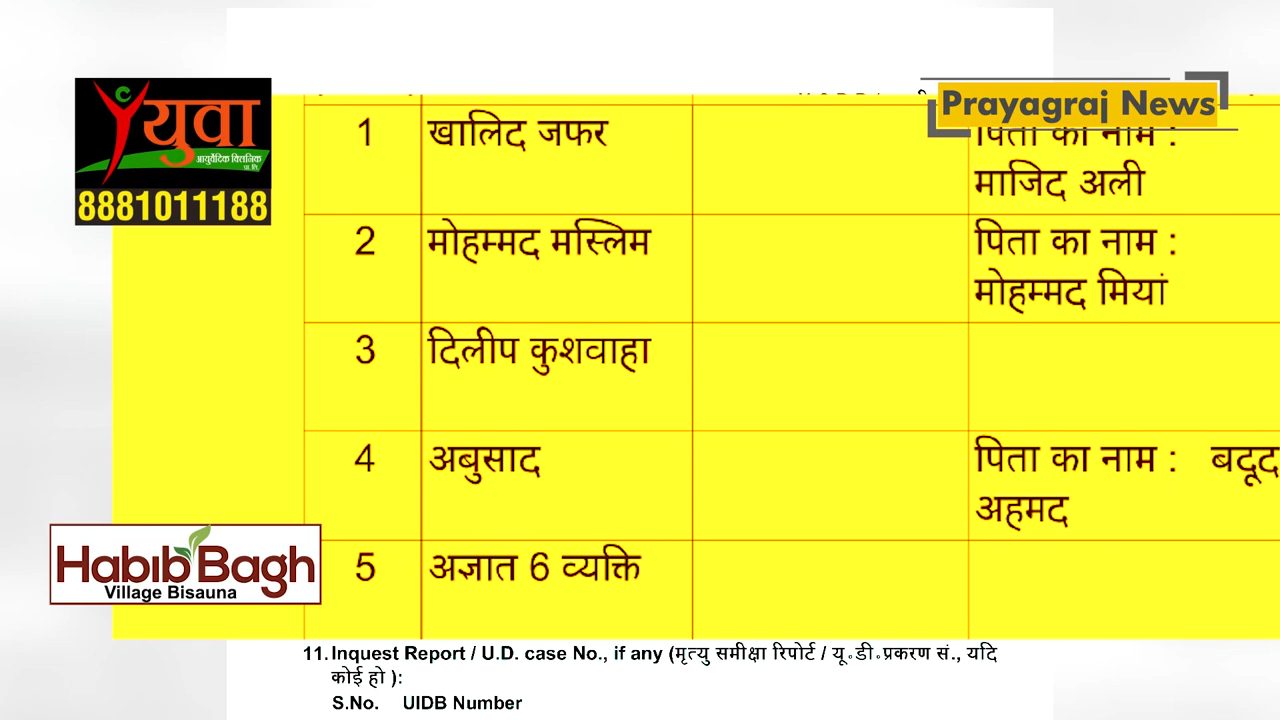 Prayagraj News
युवा
आयुर्वेदिक क्लिनिक
प्रा.लि.
8881011188
1 खालिद जफर पिता का नाम :
माजिद अली
2 मोहम्मद मस्लिम पिता का नाम :
मोहम्मद मियां
3 दिलीप कुशवाहा
4 अबुसाद पिता का नाम : बदूद
अहमद
5 अज्ञात 6 व्यक्ति
Habib Bagh
Village Bisauna
11. Inquest Report / U.D. case No., if any (मृत्यु समीक्षा रिपोर्ट / यू॰डी॰प्रकरण सं., यदि
कोई हो ):
S.No. UIDB Number